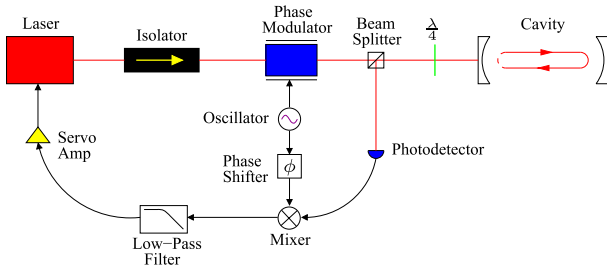 Laser
Isolator
Phase
Modulator
Beam
Splitter
λ
4
Cavity
Oscillator
Servo
Amp
Phase
Shifter
ϕ
Photodetector
Mixer
Low−Pass
Filter